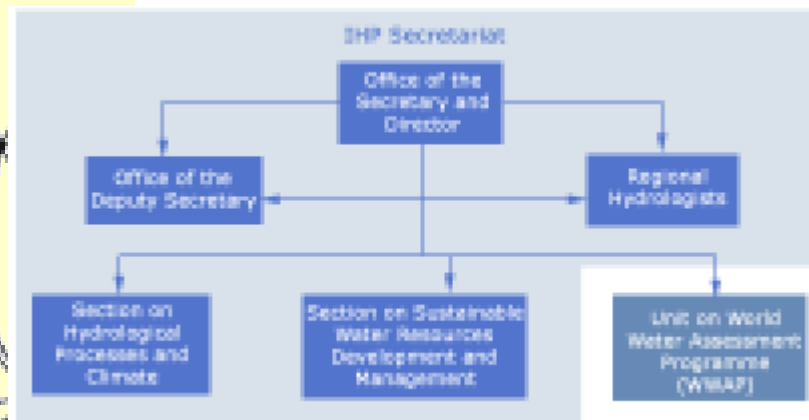 IHP Secretariat
Office of the
Secretary and
Director
Office of the
Deputy Secretary
Regional
Hydrologists
Section on
Hydrological
Processes and
Climate
Section on Sustainable
Water Resources
Development and
Management
Unit on World
Water Assessment
Programme
(WWAP)